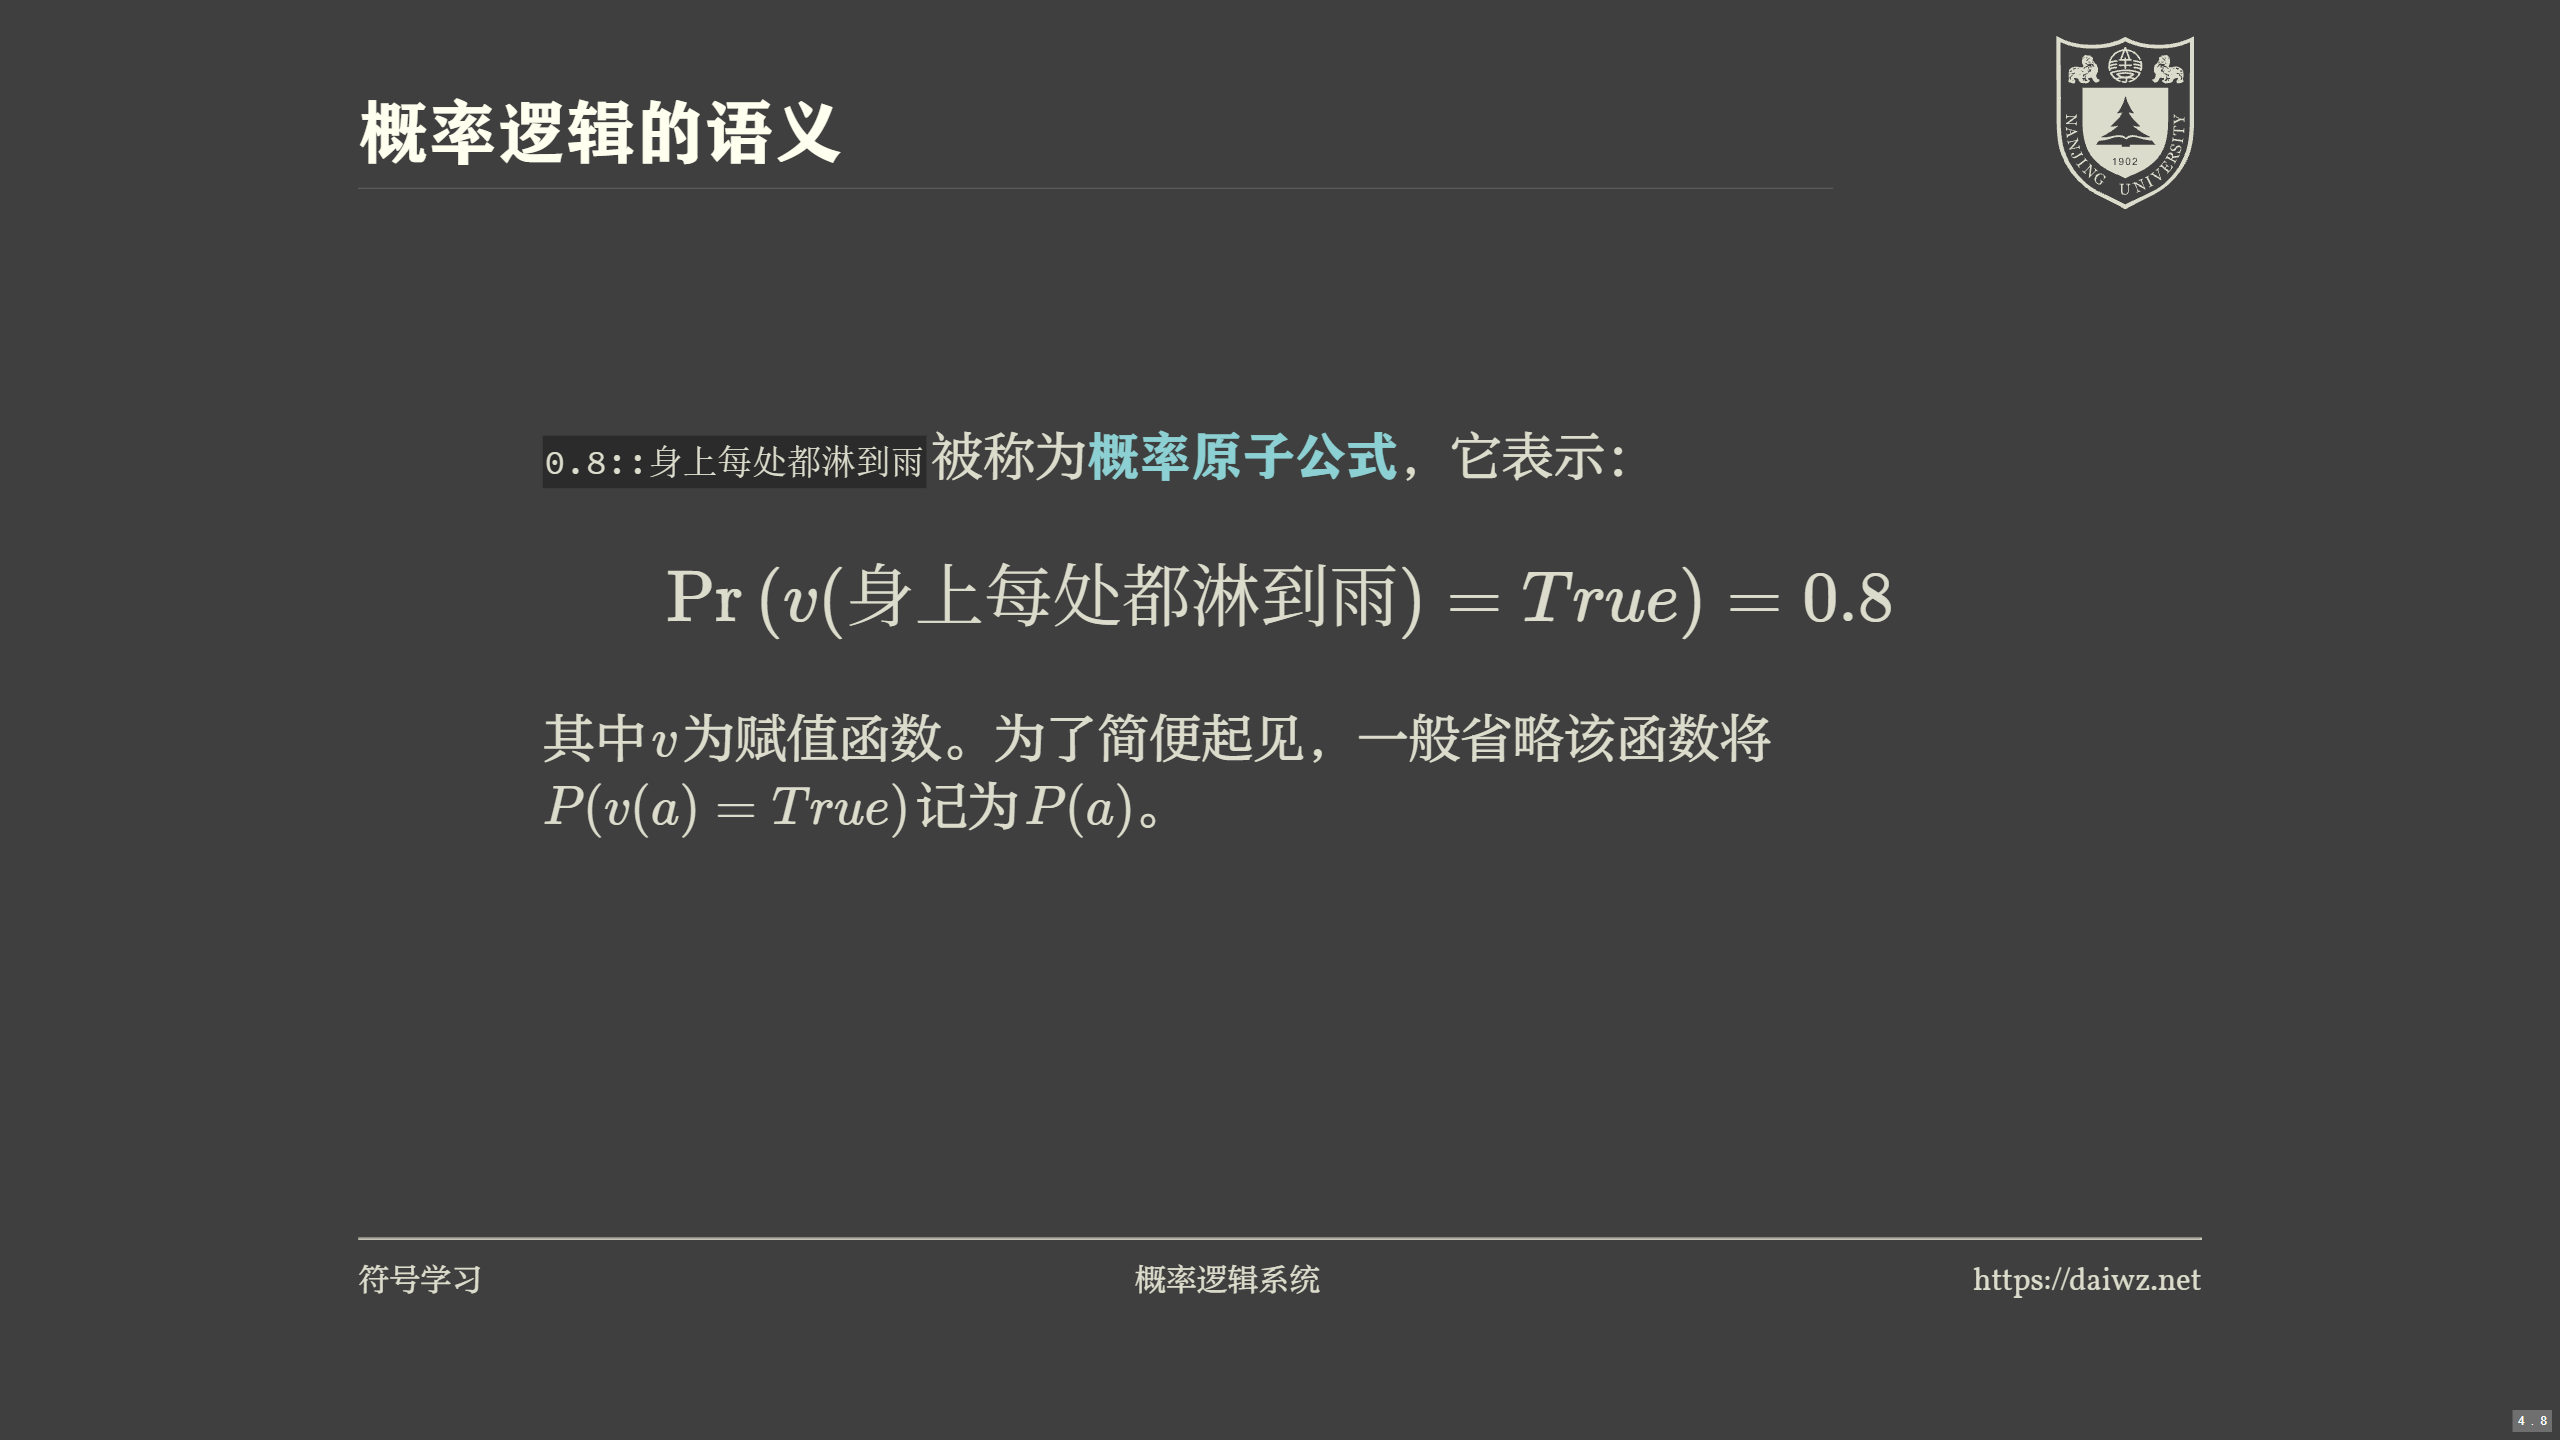 概率逻辑的语义
NANJING UNIVERSITY
1902
0.8::身上每处都淋到雨被称为概率原子公式，它表示：
Pr (v(身上每处都淋到雨) = True) = 0.8
其中v为赋值函数。为了简便起见，一般省略该函数将
P(v(a) = True)记为P(a)。
符号学习
概率逻辑系统
https://daiwz.net
4.8